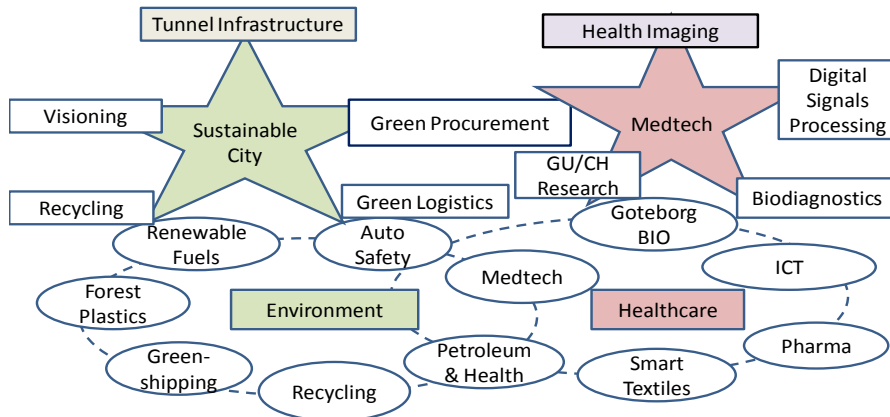 Tunnel Infrastructure
Health Imaging
Digital
Signals
Processing
Visioning
Sustainable
City
Green Procurement
Medtech
GU/CH
Research
Recycling
Green Logistics
Biodiagnostics
Renewable
Fuels
Auto
Safety
Goteborg
BIO
Medtech
ICT
Forest
Plastics
Environment
Healthcare
Green-
shipping
Petroleum
& Health
Pharma
Recycling
Smart
Textiles